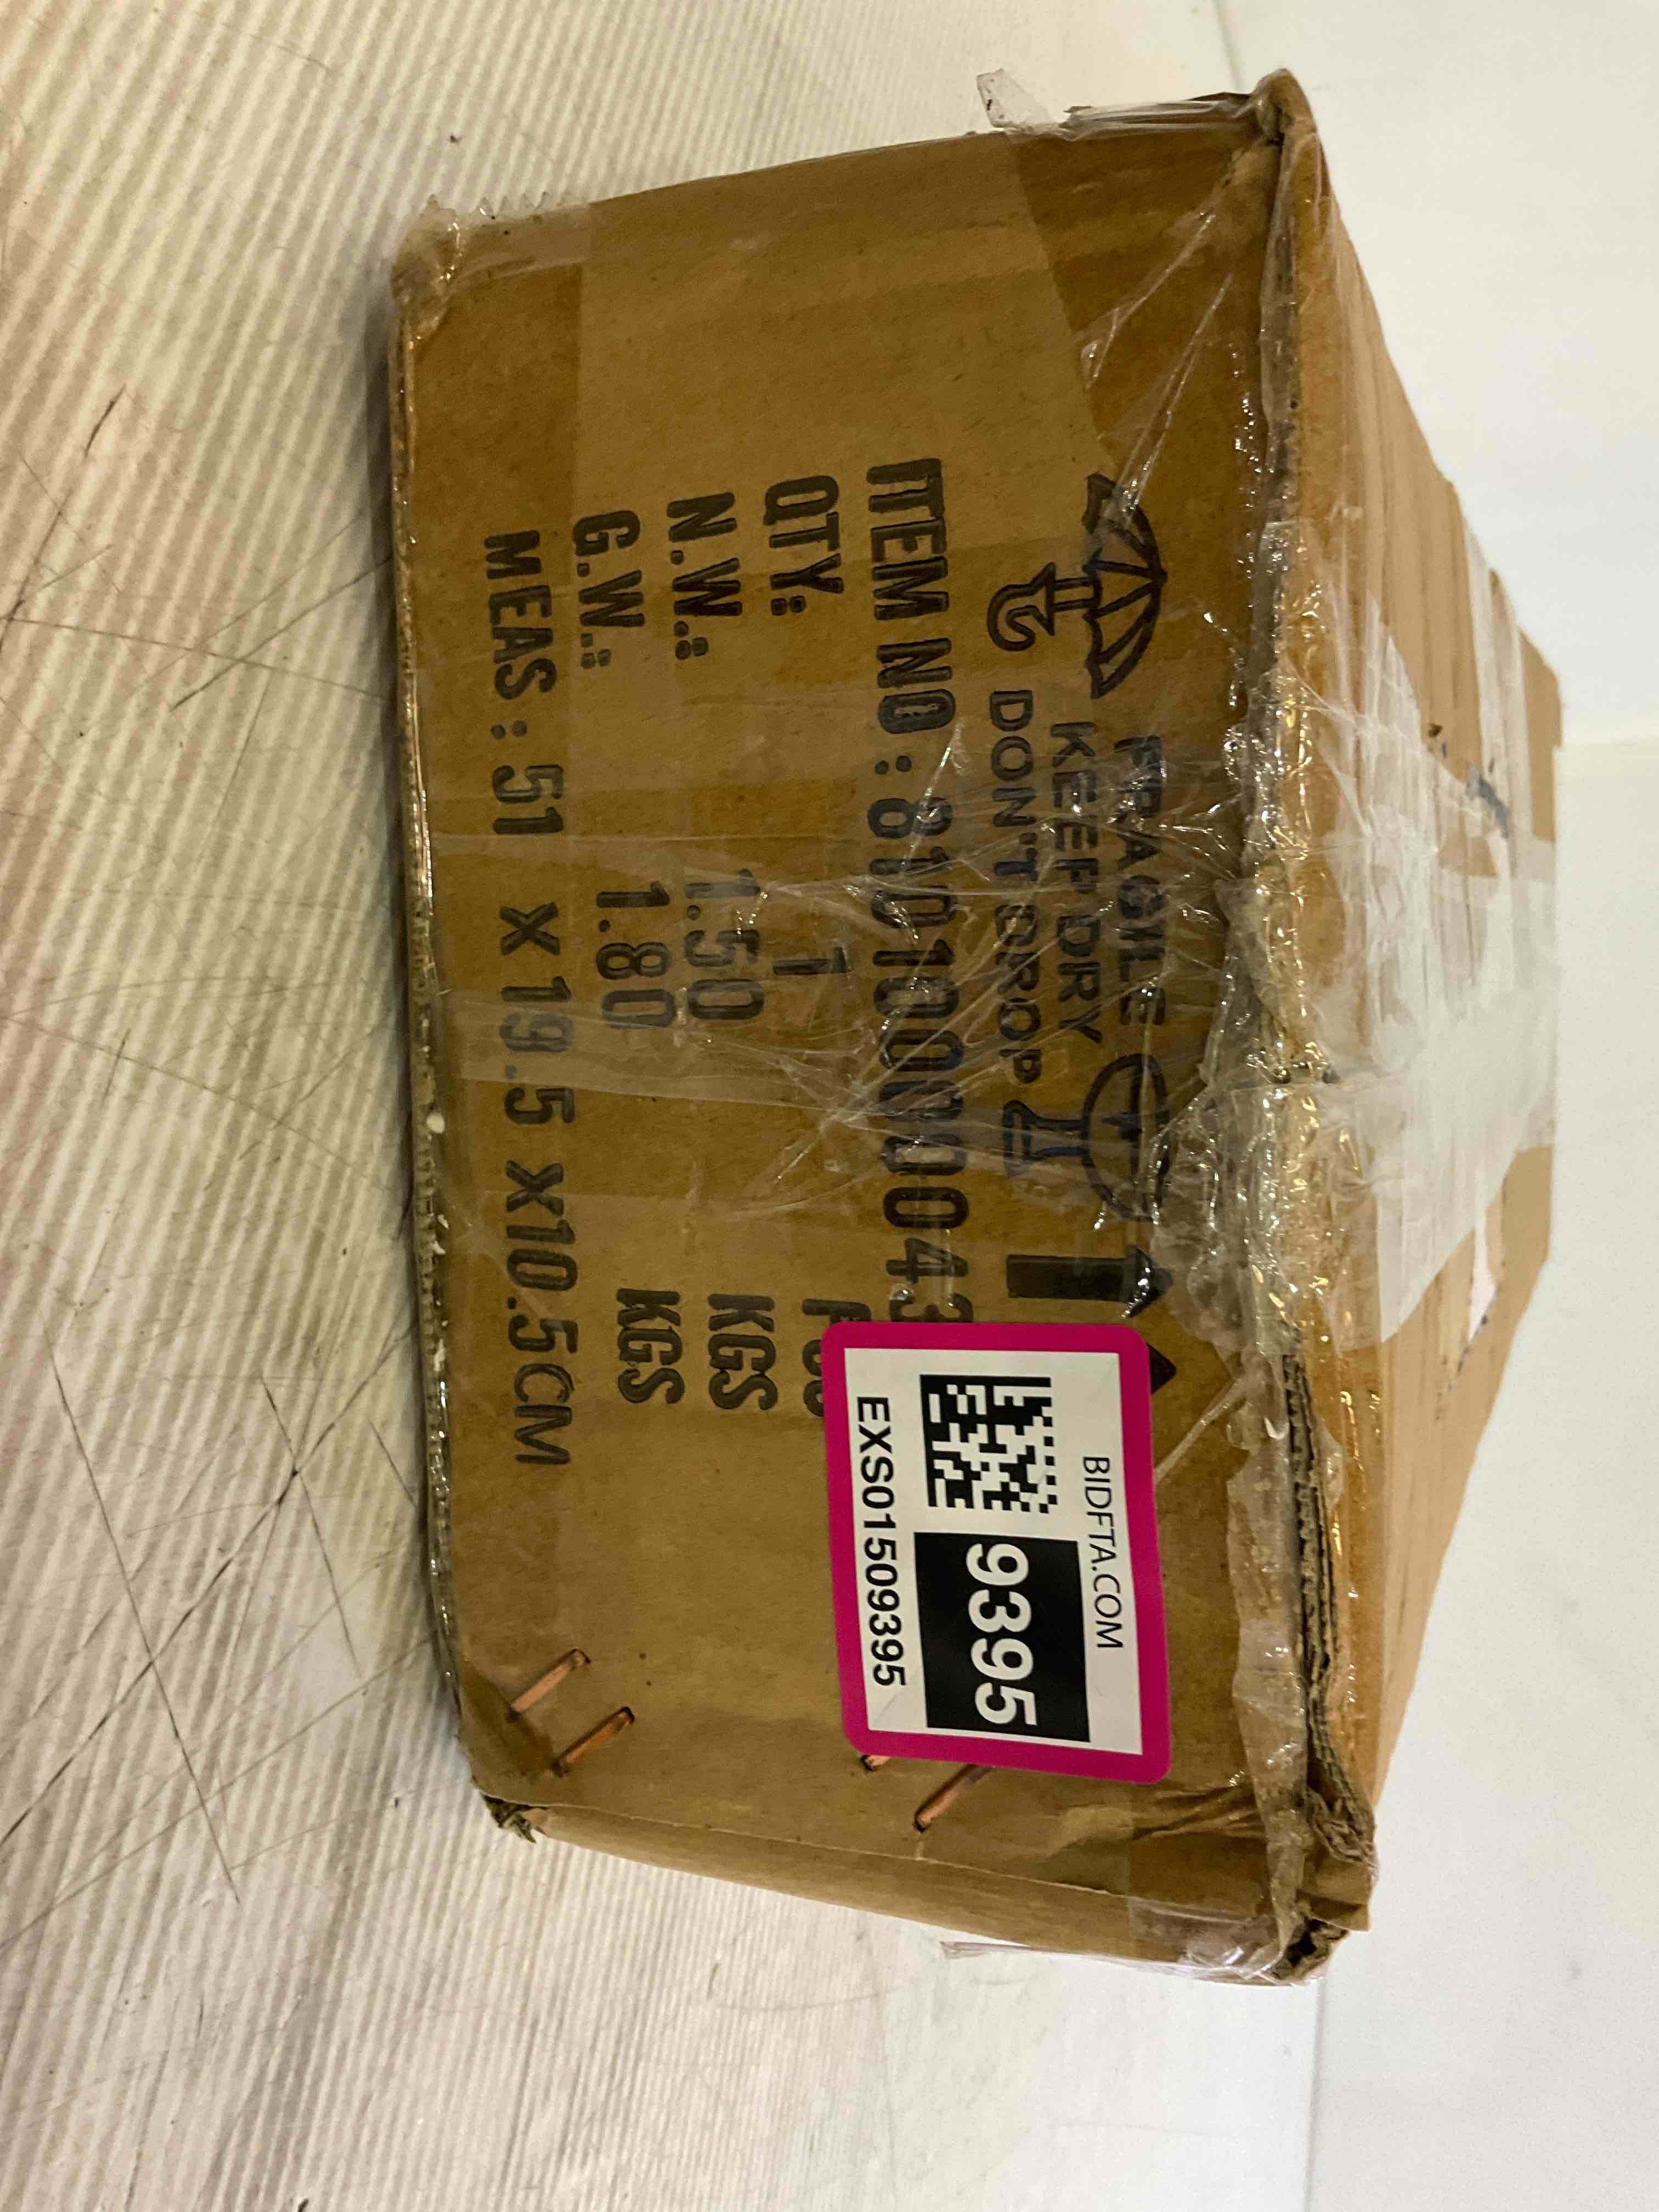 FRAGILE
KEEP DRY
DON'T DROP
ITEM NO : 810100000043
QTY: 1
N.W.: 1.50 KGS
G.W.: 1.80 KGS
MEAS : 51 X 19.5 X10.5CM
BIDFTA.COM
9395
EXS01509395